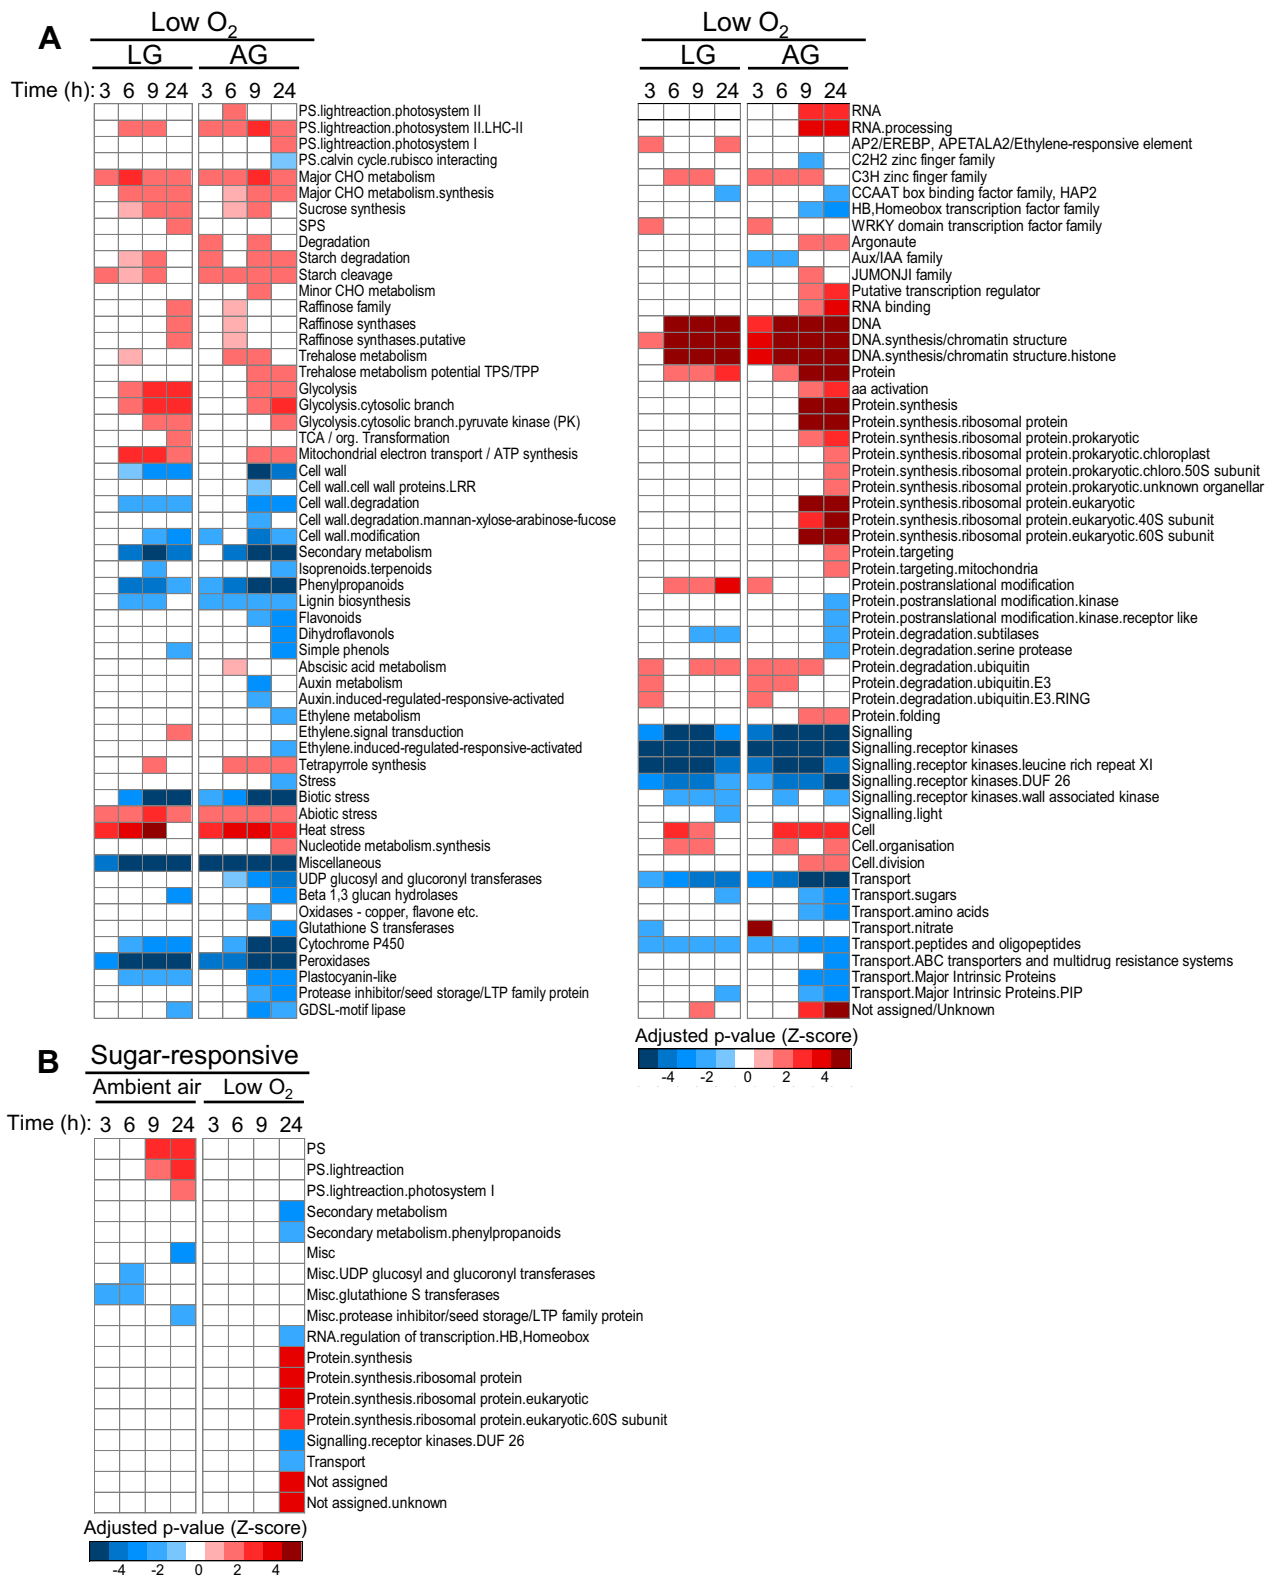 A
Low O2
LG AG
Time (h): 3 6 9 24 3 6 9 24
PS.lightreaction.photosystem II
PS.lightreaction.photosystem II.LHC-II
PS.lightreaction.photosystem I
PS.calvin cycle.rubisco interacting
Major CHO metabolism
Major CHO metabolism.synthesis
Sucrose synthesis
SPS
Degradation
Starch degradation
Starch cleavage
Minor CHO metabolism
Raffinose family
Raffinose synthases
Raffinose synthases.putative
Trehalose metabolism
Trehalose metabolism potential TPS/TPP
Glycolysis
Glycolysis.cytosolic branch
Glycolysis.cytosolic branch.pyruvate kinase (PK)
TCA / org. Transformation
Mitochondrial electron transport / ATP synthesis
Cell wall
Cell wall.cell wall proteins.LRR
Cell wall.degradation
Cell wall.degradation.mannan-xylose-arabinose-fucose
Cell wall.modification
Secondary metabolism
Isoprenoids.terpenoids
Phenylpropanoids
Lignin biosynthesis
Flavonoids
Dihydroflavonols
Simple phenols
Abscisic acid metabolism
Auxin metabolism
Auxin.induced-regulated-responsive-activated
Ethylene metabolism
Ethylene.signal transduction
Ethylene.induced-regulated-responsive-activated
Tetrapyrrole synthesis
Stress
Biotic stress
Abiotic stress
Heat stress
Nucleotide metabolism.synthesis
Miscellaneous
UDP glucosyl and glucoronyl transferases
Beta 1,3 glucan hydrolases
Oxidases - copper, flavone etc.
Glutathione S transferases
Cytochrome P450
Peroxidases
Plastocyanin-like
Protease inhibitor/seed storage/LTP family protein
GDSL-motif lipase
Low O2
LG AG
3 6 9 24 3 6 9 24
RNA
RNA.processing
AP2/EREBP, APETALA2/Ethylene-responsive element
C2H2 zinc finger family
C3H zinc finger family
CCAAT box binding factor family, HAP2
HB,Homeobox transcription factor family
WRKY domain transcription factor family
Argonaute
Aux/IAA family
JUMONJI family
Putative transcription regulator
RNA binding
DNA
DNA.synthesis/chromatin structure
DNA.synthesis/chromatin structure.histone
Protein
aa activation
Protein.synthesis
Protein.synthesis.ribosomal protein
Protein.synthesis.ribosomal protein.prokaryotic
Protein.synthesis.ribosomal protein.prokaryotic.chloroplast
Protein.synthesis.ribosomal protein.prokaryotic.chloro.50S subunit
Protein.synthesis.ribosomal protein.prokaryotic.unknown organellar
Protein.synthesis.ribosomal protein.eukaryotic
Protein.synthesis.ribosomal protein.eukaryotic.40S subunit
Protein.synthesis.ribosomal protein.eukaryotic.60S subunit
Protein.targeting
Protein.targeting.mitochondria
Protein.postranslational modification
Protein.postranslational modification.kinase
Protein.postranslational modification.kinase.receptor like
Protein.degradation.subtilases
Protein.degradation.serine protease
Protein.degradation.ubiquitin
Protein.degradation.ubiquitin.E3
Protein.degradation.ubiquitin.E3.RING
Protein.folding
Signalling
Signalling.receptor kinases
Signalling.receptor kinases.leucine rich repeat XI
Signalling.receptor kinases.DUF 26
Signalling.receptor kinases.wall associated kinase
Signalling.light
Cell
Cell.organisation
Cell.division
Transport
Transport.sugars
Transport.amino acids
Transport.nitrate
Transport.peptides and oligopeptides
Transport.ABC transporters and multidrug resistance systems
Transport.Major Intrinsic Proteins
Transport.Major Intrinsic Proteins.PIP
Not assigned/Unknown
Adjusted p-value (Z-score)
-4 -2 0 2 4
B
Sugar-responsive
Ambient air Low O2
Time (h): 3 6 9 24 3 6 9 24
PS
PS.lightreaction
PS.lightreaction.photosystem I
Secondary metabolism
Secondary metabolism.phenylpropanoids
Misc
Misc.UDP glucosyl and glucoronyl transferases
Misc.glutathione S transferases
Misc.protease inhibitor/seed storage/LTP family protein
RNA.regulation of transcription.HB,Homeobox
Protein.synthesis
Protein.synthesis.ribosomal protein
Protein.synthesis.ribosomal protein.eukaryotic
Protein.synthesis.ribosomal protein.eukaryotic.60S subunit
Signalling.receptor kinases.DUF 26
Transport
Not assigned
Not assigned.unknown
Adjusted p-value (Z-score)
-4 -2 0 2 4